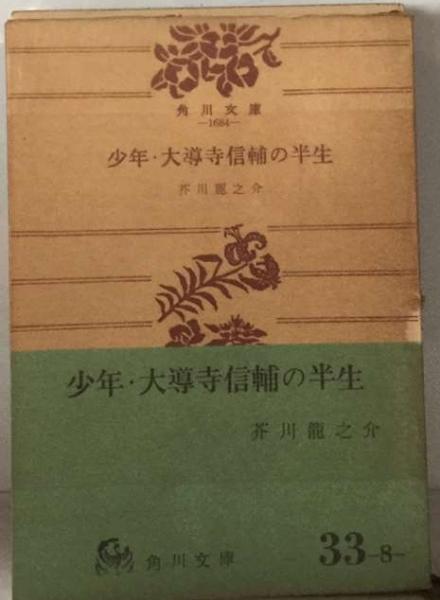 角川文庫
—1684—
少年・大導寺信輔の半生
芥川龍之介
少年・大導寺信輔の半生
芥川龍之介
角川文庫
33-8-